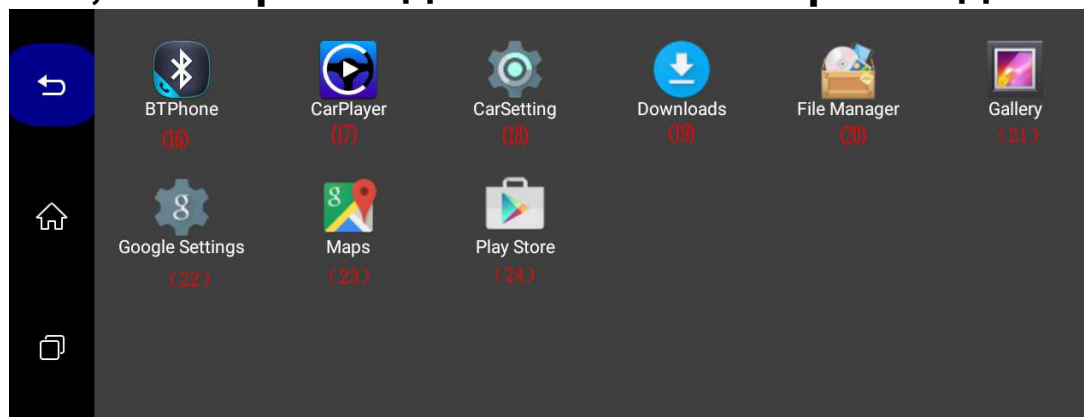 BTPhone CarPlayer CarSetting Downloads File Manager Gallery
(16) (17) (18) (19) (20) (21)
Google Settings Maps Play Store
(22) (23) (24)